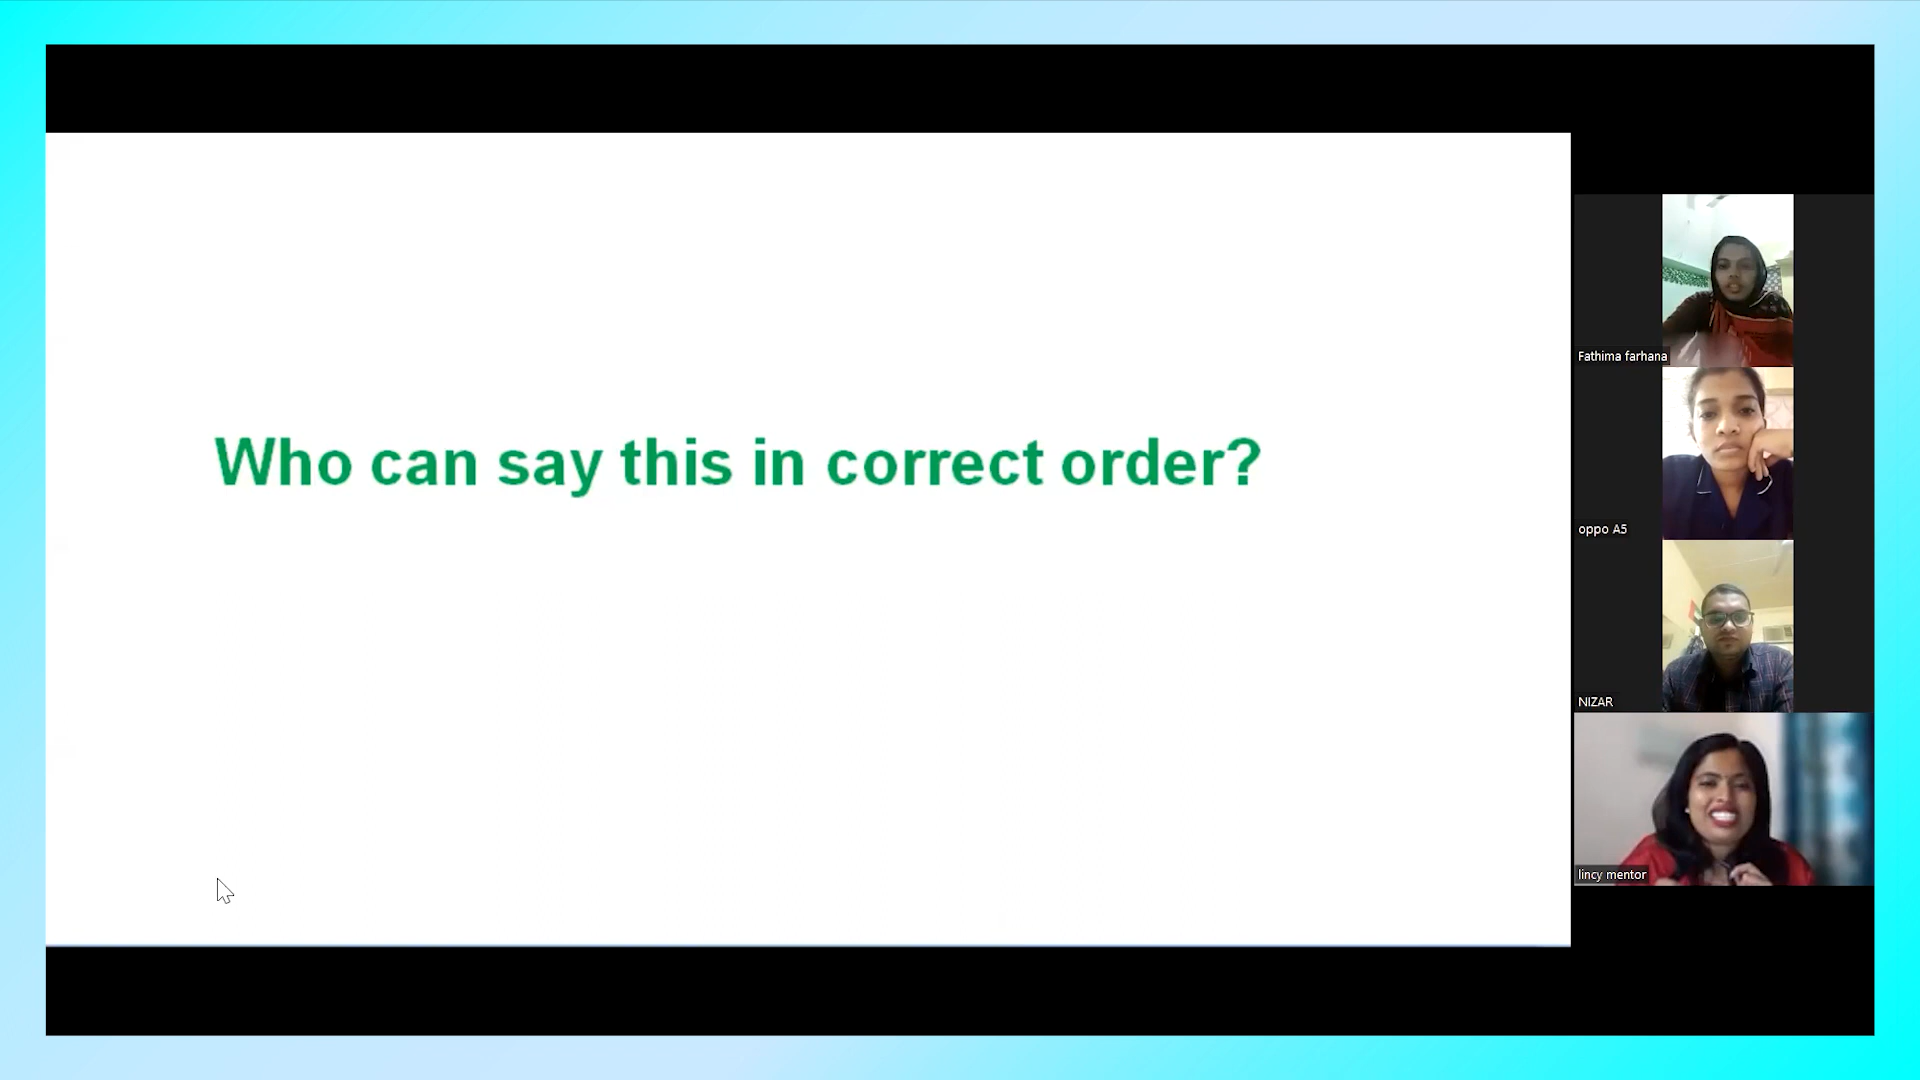 Who can say this in correct order?
Fathima farhana
oppo A5
NIZAR
lincy mentor